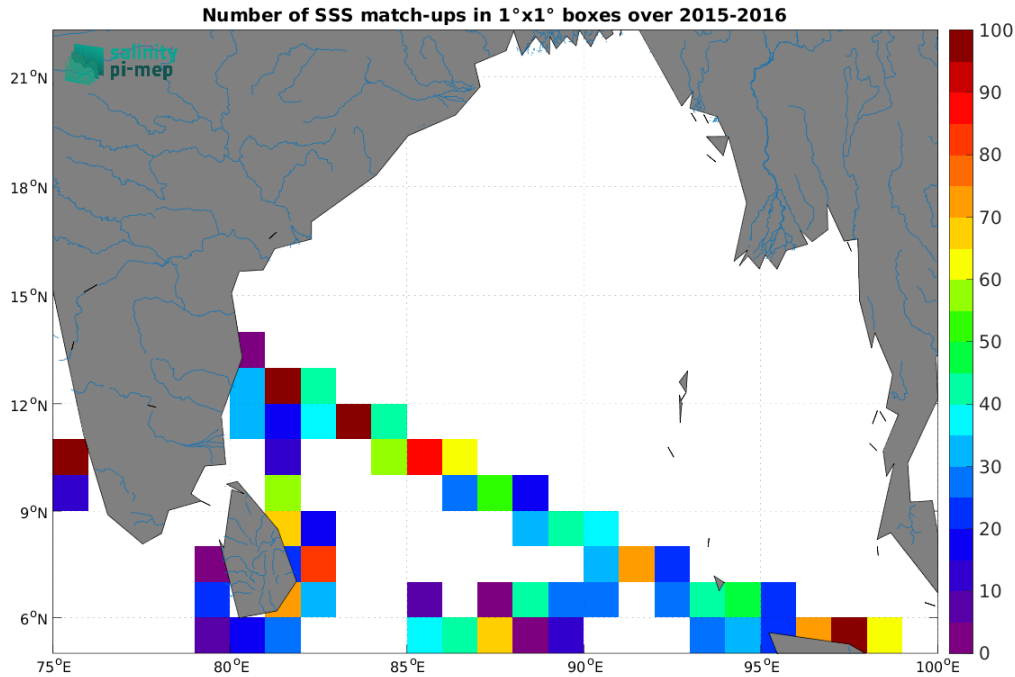 Number of SSS match-ups in 1°x1° boxes over 2015-2016
salinity
pi-mep
21°N
18°N
15°N
12°N
9°N
6°N
75°E 80°E 85°E 90°E 95°E 100°E
100
90
80
70
60
50
40
30
20
10
0